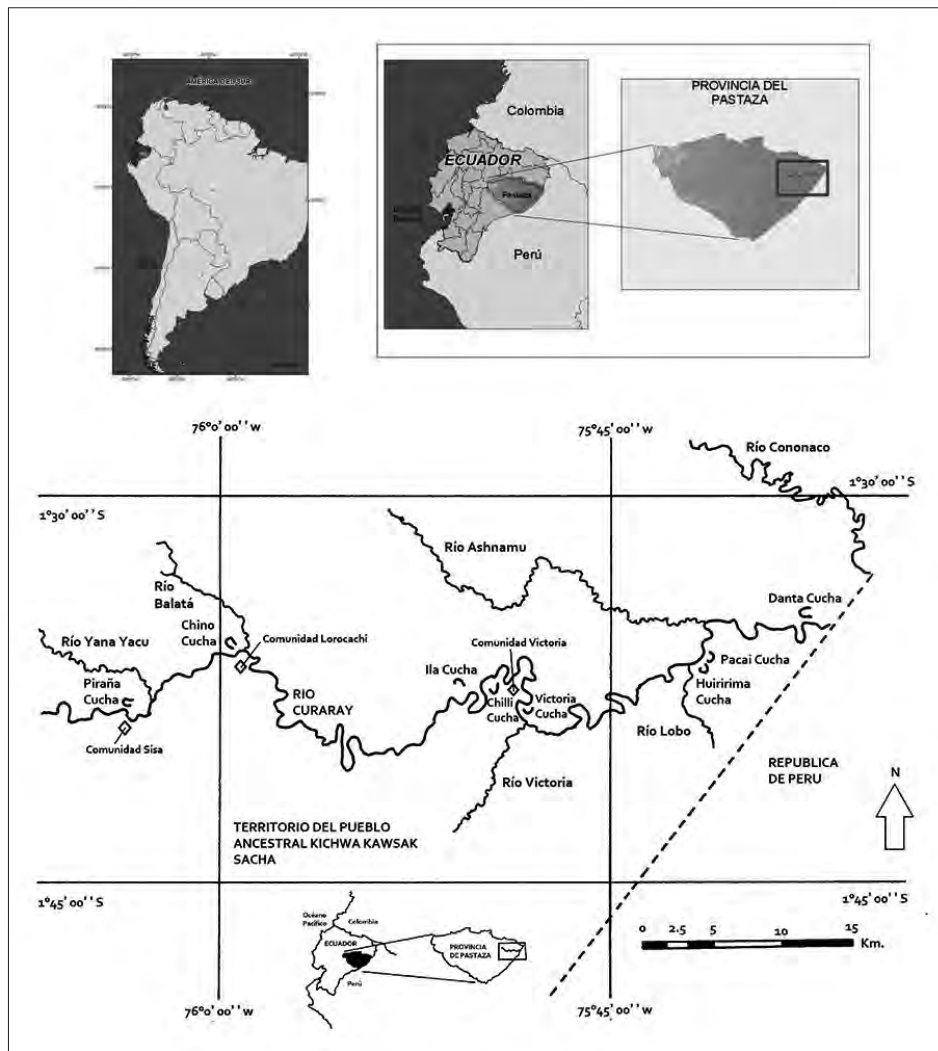 AMÉRICA DEL SUR
Colombia
ECUADOR
Pastaza
Perú
PROVINCIA DEL
PASTAZA
76°0' 00'' W
75°45' 00'' W
Río Cononaco
1°30' 00'' S
1°30' 00'' S
Río Ashnamu
Río
Balatá
Danta Cucha
Chino
Cucha
Río Yana Yacu
Comunidad Lorocachi
Comunidad Victoria
Ila Cucha
Pacai Cucha
Piraña
Cucha
Huiririma
Cucha
RIO
CURARAY
Chilli
Cucha
Victoria
Cucha
Río Lobo
Comunidad Sisa
REPUBLICA
DE PERU
N
Río Victoria
TERRITORIO DEL PUEBLO
ANCESTRAL KICHWA KAWSAK
SACHA
1°45' 00'' S
1°45' 00'' S
Océano
Pacífico
Colombia
ECUADOR
PROVINCIA
DE PASTAZA
Perú
0 2.5 5 10 15
Km.
76°0' 00'' W
75°45' 00'' W